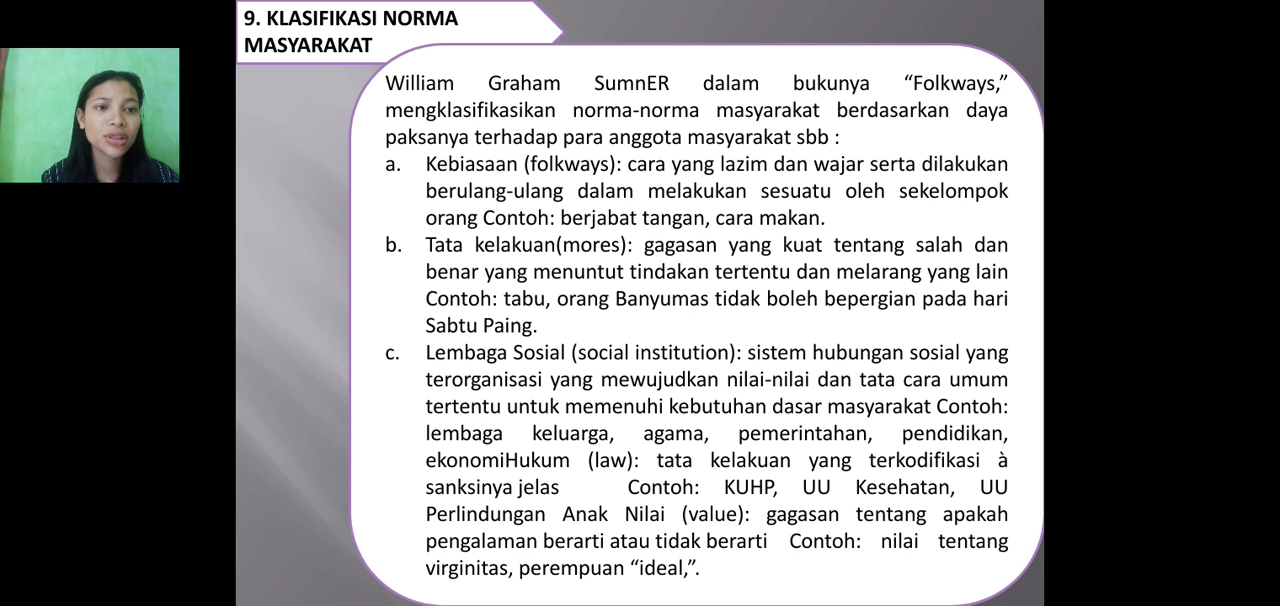 9. KLASIFIKASI NORMA
MASYARAKAT
William Graham SumnER dalam bukunya “Folkways,”
mengklasifikasikan norma-norma masyarakat berdasarkan daya
paksanya terhadap para anggota masyarakat sbb :
a. Kebiasaan (folkways): cara yang lazim dan wajar serta dilakukan
berulang-ulang dalam melakukan sesuatu oleh sekelompok
orang Contoh: berjabat tangan, cara makan.
b. Tata kelakuan(mores): gagasan yang kuat tentang salah dan
benar yang menuntut tindakan tertentu dan melarang yang lain
Contoh: tabu, orang Banyumas tidak boleh bepergian pada hari
Sabtu Paing.
c. Lembaga Sosial (social institution): sistem hubungan sosial yang
terorganisasi yang mewujudkan nilai-nilai dan tata cara umum
tertentu untuk memenuhi kebutuhan dasar masyarakat Contoh:
lembaga keluarga, agama, pemerintahan, pendidikan,
ekonomiHukum (law): tata kelakuan yang terkodifikasi à
sanksinya jelas Contoh: KUHP, UU Kesehatan, UU
Perlindungan Anak Nilai (value): gagasan tentang apakah
pengalaman berarti atau tidak berarti Contoh: nilai tentang
virginitas, perempuan “ideal,”.